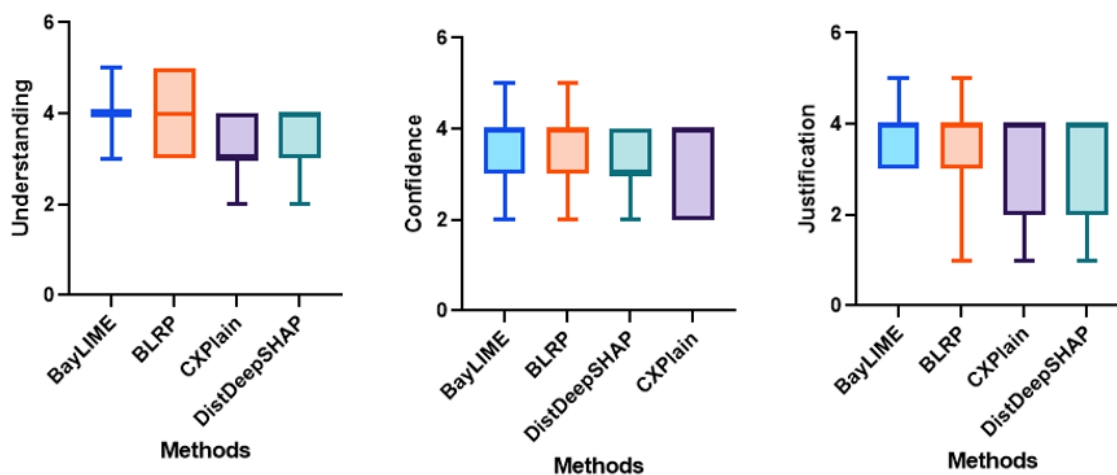 Understanding
6
4
2
0
BayLIME
BLRP
CXPlain
DistDeepSHAP
Methods
Confidence
6
4
2
0
BayLIME
BLRP
DistDeepSHAP
CXPlain
Methods
Justification
6
4
2
0
BayLIME
BLRP
CXPlain
DistDeepSHAP
Methods